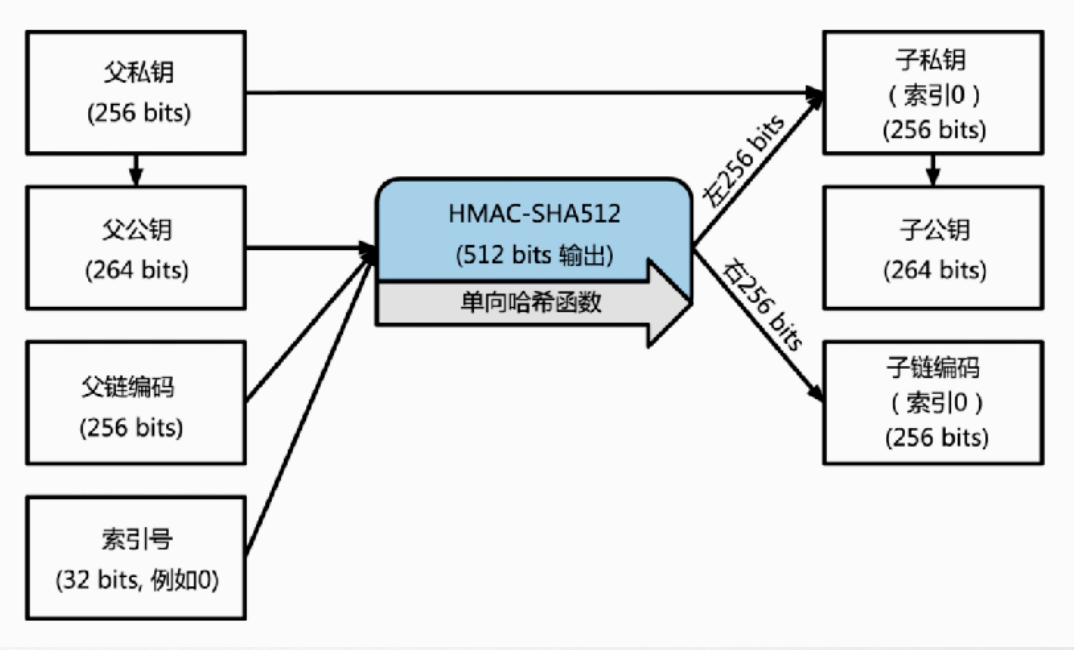 父私钥
(256 bits)
父公钥
(264 bits)
父链编码
(256 bits)
索引号
(32 bits, 例如0)
HMAC-SHA512
(512 bits 输出)
单向哈希函数
左256 bits
右256 bits
子私钥
( 索引0 )
(256 bits)
子公钥
(264 bits)
子链编码
( 索引0 )
(256 bits)